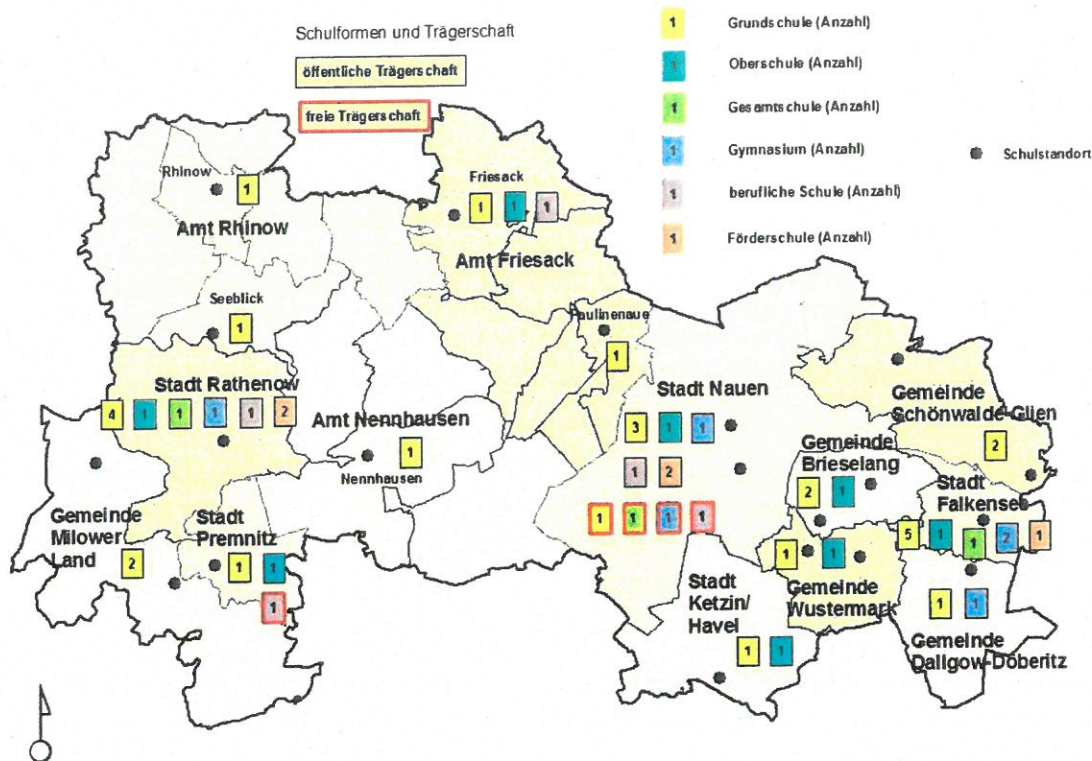 Schulformen und Trägerschaft
öffentliche Trägerschaft
freie Trägerschaft
1 Grundschule (Anzahl)
1 Oberschule (Anzahl)
1 Gesamtschule (Anzahl)
1 Gymnasium (Anzahl)
1 berufliche Schule (Anzahl)
1 Förderschule (Anzahl)
Schulstandort
Rhinow
1
Amt Rhinow
Friesack
1 1 1
Amt Friesack
Seeblick
1
Paulinenaue
1
Stadt Rathenow
4 1 1 1 1 2
Amt Nennhausen
1
Nennhausen
Stadt Nauen
3 1 1
1 2
1 1 1 1
Gemeinde
Schönwalde-Glien
2
Gemeinde
Brieselang
2 1
Stadt
Falkensee
5 1 1 2 1
Gemeinde
Milower
Land
2
Stadt
Premnitz
1 1
1
1 1
Gemeinde
Wustermark
Stadt
Ketzin/
Havel
1 1
1 1
Gemeinde
Dallgow-Döberitz